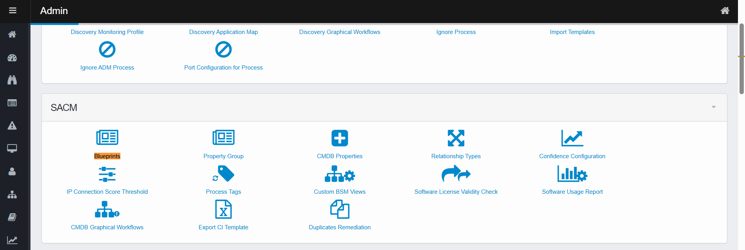 Admin
Discovery Monitoring Profile
Discovery Application Map
Discovery Graphical Workflows
Ignore Process
Import Templates
Ignore ADM Process
Port Configuration for Process
SACM
Blueprints
Property Group
CMDB Properties
Relationship Types
Confidence Configuration
IP Connection Score Threshold
Process Tags
Custom BSM Views
Software License Validity Check
Software Usage Report
CMDB Graphical Workflows
Export CI Template
Duplicates Remediation